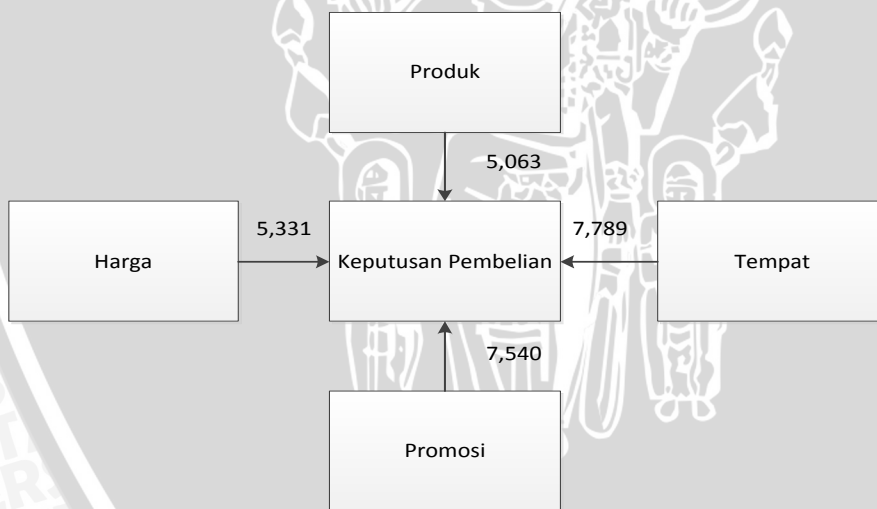 Produk
5,063
Harga
5,331
Keputusan Pembelian
7,789
Tempat
7,540
Promosi